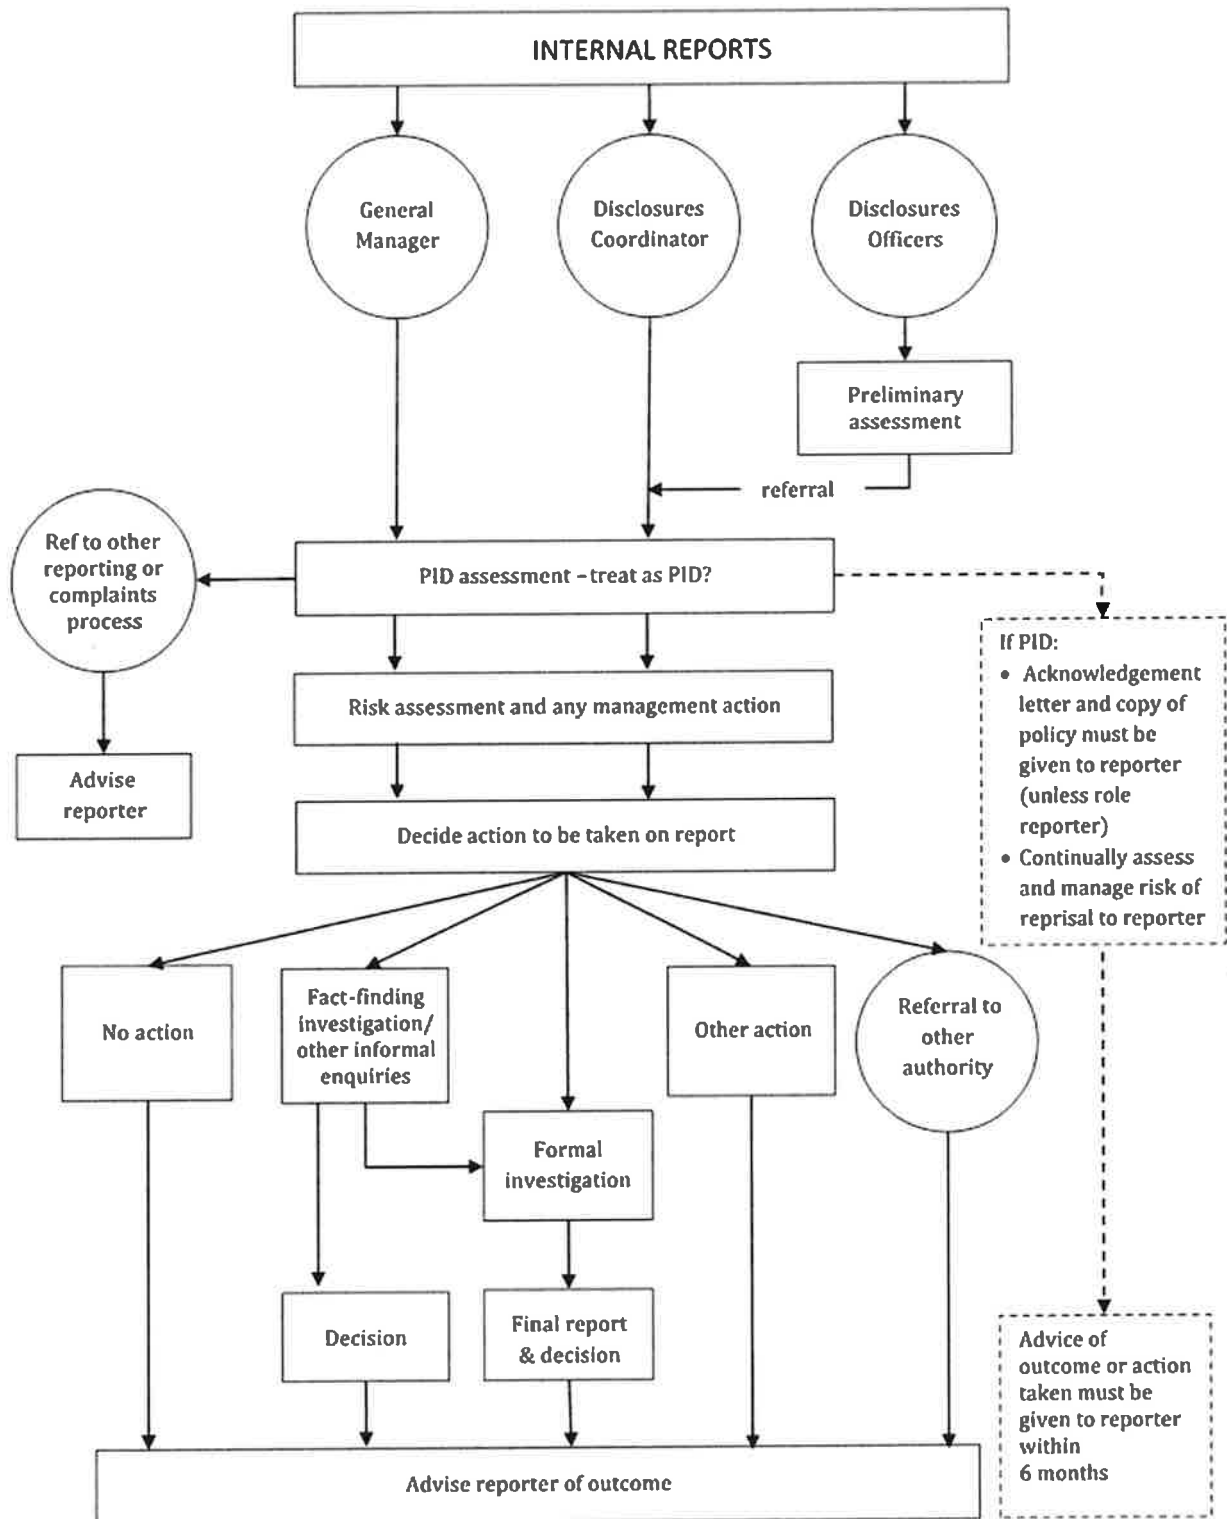 INTERNAL REPORTS
General
Manager
Disclosures
Coordinator
Disclosures
Officers
Preliminary
assessment
referral
Ref to other
reporting or
complaints
process
PID assessment – treat as PID?
If PID:
• Acknowledgement
letter and copy of
policy must be
given to reporter
(unless role
reporter)
• Continually assess
and manage risk of
reprisal to reporter
Risk assessment and any management action
Advise
reporter
Decide action to be taken on report
No action
Fact-finding
investigation/
other informal
enquiries
Other action
Referral to
other
authority
Formal
investigation
Decision
Final report
& decision
Advice of
outcome or action
taken must be
given to reporter
within
6 months
Advise reporter of outcome